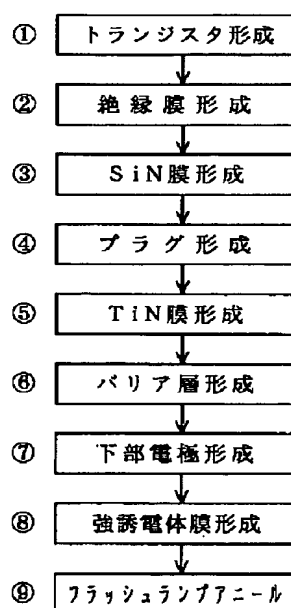 ① トランジスタ形成
② 絶縁膜形成
③ SiN膜形成
④ プラグ形成
⑤ TiN膜形成
⑥ バリア層形成
⑦ 下部電極形成
⑧ 強誘電体膜形成
⑨ フラッシュランプアニール